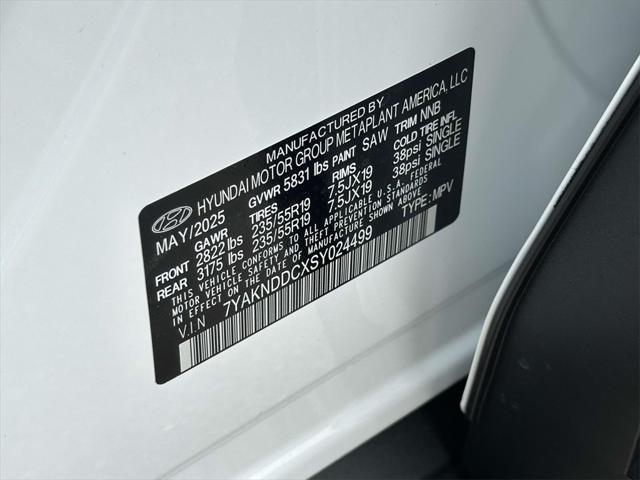 MANUFACTURED BY
HYUNDAI MOTOR GROUP METAPLANT AMERICA, LLC
MAY/2025 GVWR 5831 lbs PAINT SAW TRIM NNB
GAWR TIRES RIMS COLD TIRE INFL.
FRONT 2822 lbs 235/55R19 7.5JX19 38psi SINGLE
REAR 3175 lbs 235/55R19 7.5JX19 38psi SINGLE
THIS VEHICLE CONFORMS TO ALL APPLICABLE U.S.A. FEDERAL
MOTOR VEHICLE SAFETY AND THEFT PREVENTION STANDARDS
IN EFFECT ON THE DATE OF MANUFACTURE SHOWN ABOVE.
V.I.N 7YAKNDDCXSY024499 TYPE: MPV